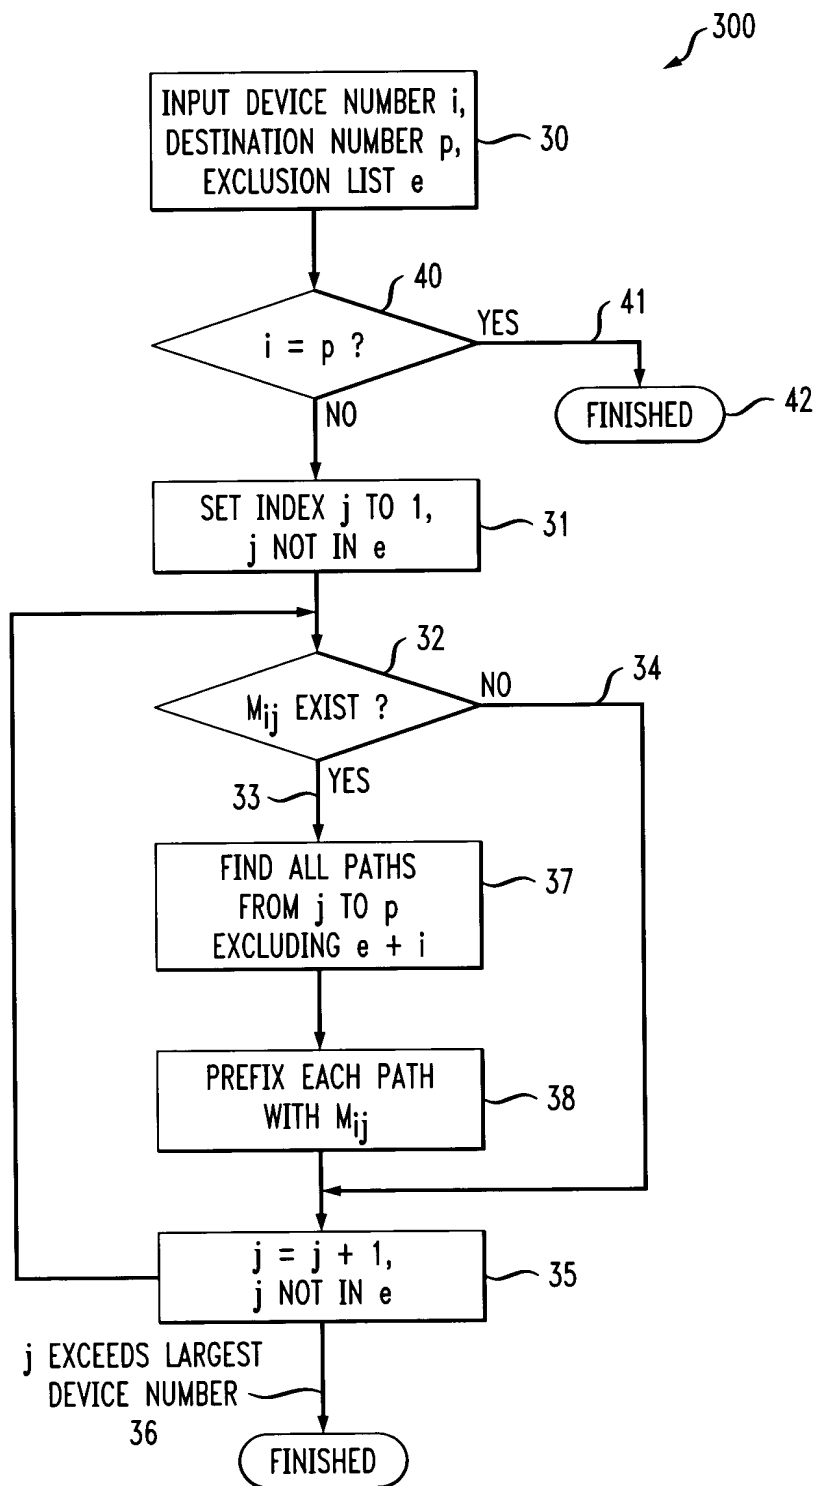 300
INPUT DEVICE NUMBER i,
DESTINATION NUMBER p,
EXCLUSION LIST e
30
40
i = p ?
YES
41
FINISHED
42
NO
SET INDEX j TO 1,
j NOT IN e
31
32
Mij EXIST ?
NO
34
33
YES
FIND ALL PATHS
FROM j TO p
EXCLUDING e + i
37
PREFIX EACH PATH
WITH Mij
38
j = j + 1,
j NOT IN e
35
j EXCEEDS LARGEST
DEVICE NUMBER
36
FINISHED